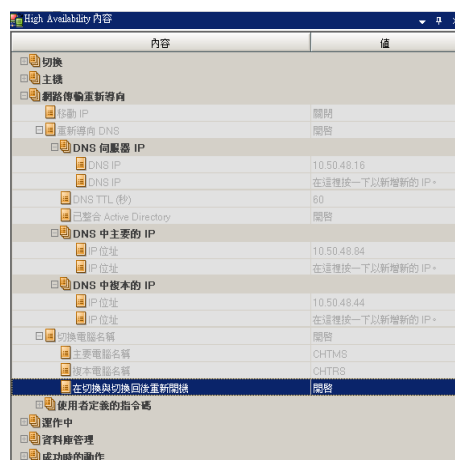 High Availability 內容
內容 值
切換
主機
網路傳輸重新導向
移動 IP 關閉
重新導向 DNS 開啓
DNS 伺服器 IP
DNS IP 10.50.48.16
DNS IP 在這裡按一下以新增新的 IP。
DNS TTL (秒) 60
已整合 Active Directory 開啓
DNS 中主要的 IP
IP 位址 10.50.48.84
IP 位址 在這裡按一下以新增新的 IP。
DNS 中複本的 IP
IP 位址 10.50.48.44
IP 位址 在這裡按一下以新增新的 IP。
切換電腦名稱 開啓
主要電腦名稱 CHTMS
複本電腦名稱 CHTRS
在切換與切換回後重新開機 開啓
使用者定義的指令碼
運作中
資料庫管理
成功時的動作